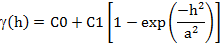 γ(h) = C0 + C1 [1 − exp(−h²/a²)]